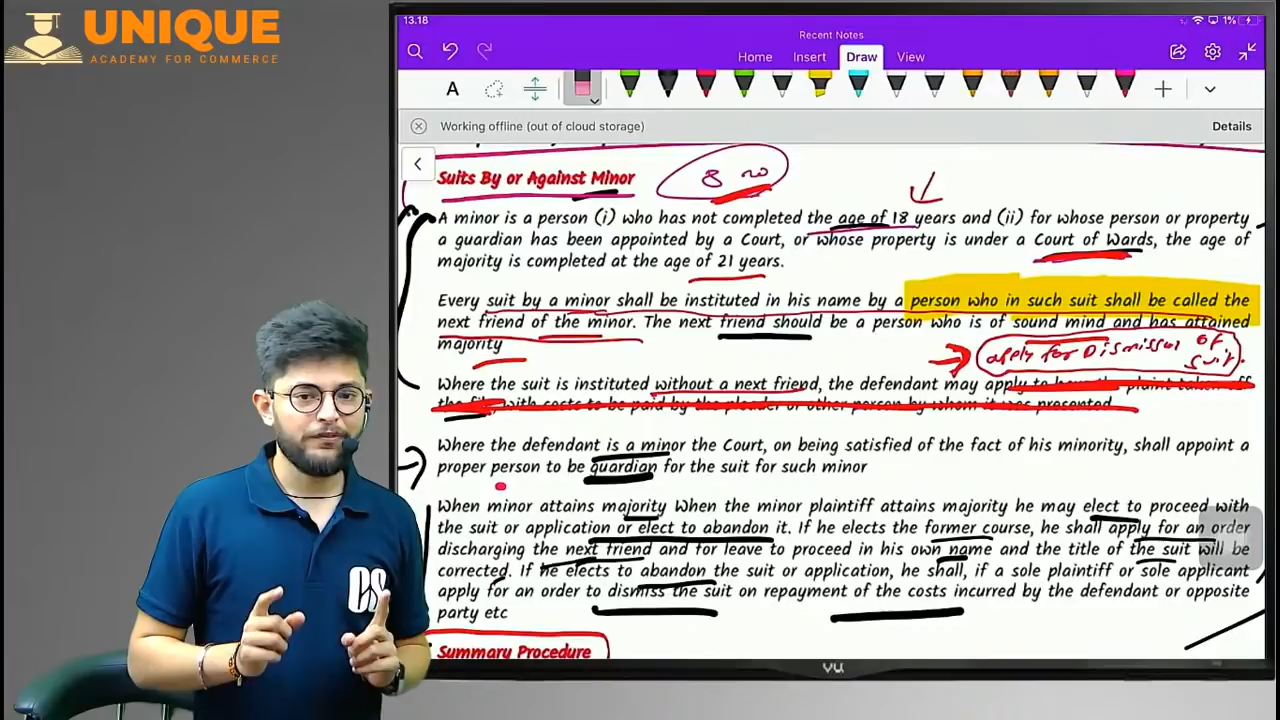 UNIQUE
ACADEMY FOR COMMERCE
13.18
1%
Recent Notes
Home Insert Draw View
A
Working offline (out of cloud storage)
Details
Suits By or Against Minor
8 no
A minor is a person (i) who has not completed the age of 18 years and (ii) for whose person or property
a guardian has been appointed by a Court, or whose property is under a Court of Wards, the age of
majority is completed at the age of 21 years.
Every suit by a minor shall be instituted in his name by a person who in such suit shall be called the
next friend of the minor. The next friend should be a person who is of sound mind and has attained
majority
apply for Dismissal of
suit.
Where the suit is instituted without a next friend, the defendant may apply to have the plaint taken off
the file with costs to be paid by the pleader or other person by whom it was presented
Where the defendant is a minor the Court, on being satisfied of the fact of his minority, shall appoint a
proper person to be guardian for the suit for such minor
When minor attains majority When the minor plaintiff attains majority he may elect to proceed with
the suit or application or elect to abandon it. If he elects the former course, he shall apply for an order
discharging the next friend and for leave to proceed in his own name and the title of the suit will be
corrected. If he elects to abandon the suit or application, he shall, if a sole plaintiff or sole applicant
apply for an order to dismiss the suit on repayment of the costs incurred by the defendant or opposite
party etc
Summary Procedure
CS
VU